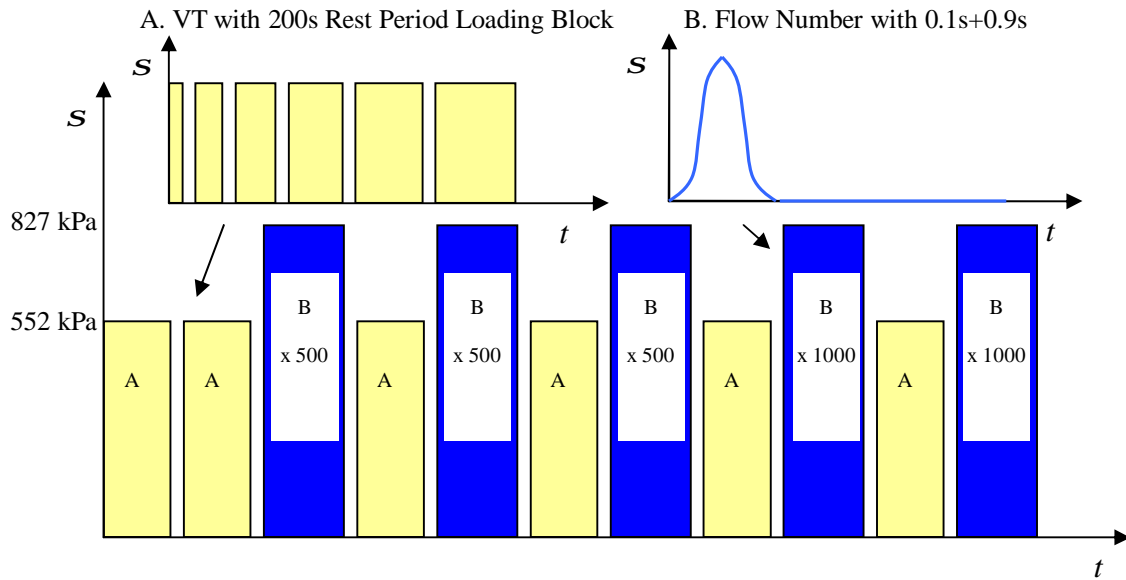 A. VT with 200s Rest Period Loading Block
B. Flow Number with 0.1s+0.9s
s
s
s
t
t
827 kPa
552 kPa
A
A
B
x 500
A
B
x 500
A
B
x 500
A
B
x 1000
A
B
x 1000
t